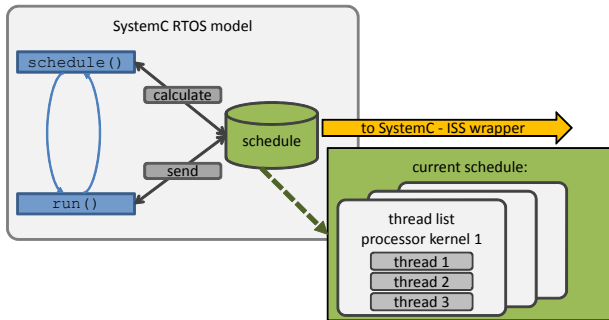 SystemC RTOS model
schedule()
calculate
schedule
to SystemC - ISS wrapper
send
run()
current schedule:
thread list
processor kernel 1
thread 1
thread 2
thread 3